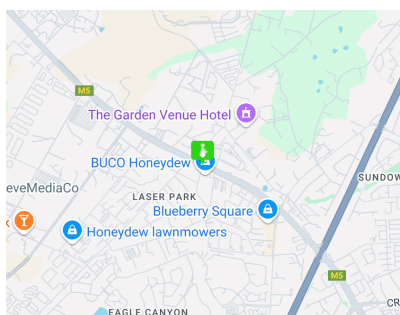 M5
The Garden Venue Hotel
BUCO Honeydew
SUNDOW
eveMediaCo
LASER PARK
Blueberry Square
k
Honeydew lawnmowers
M5
CR
EAGLE CANYON